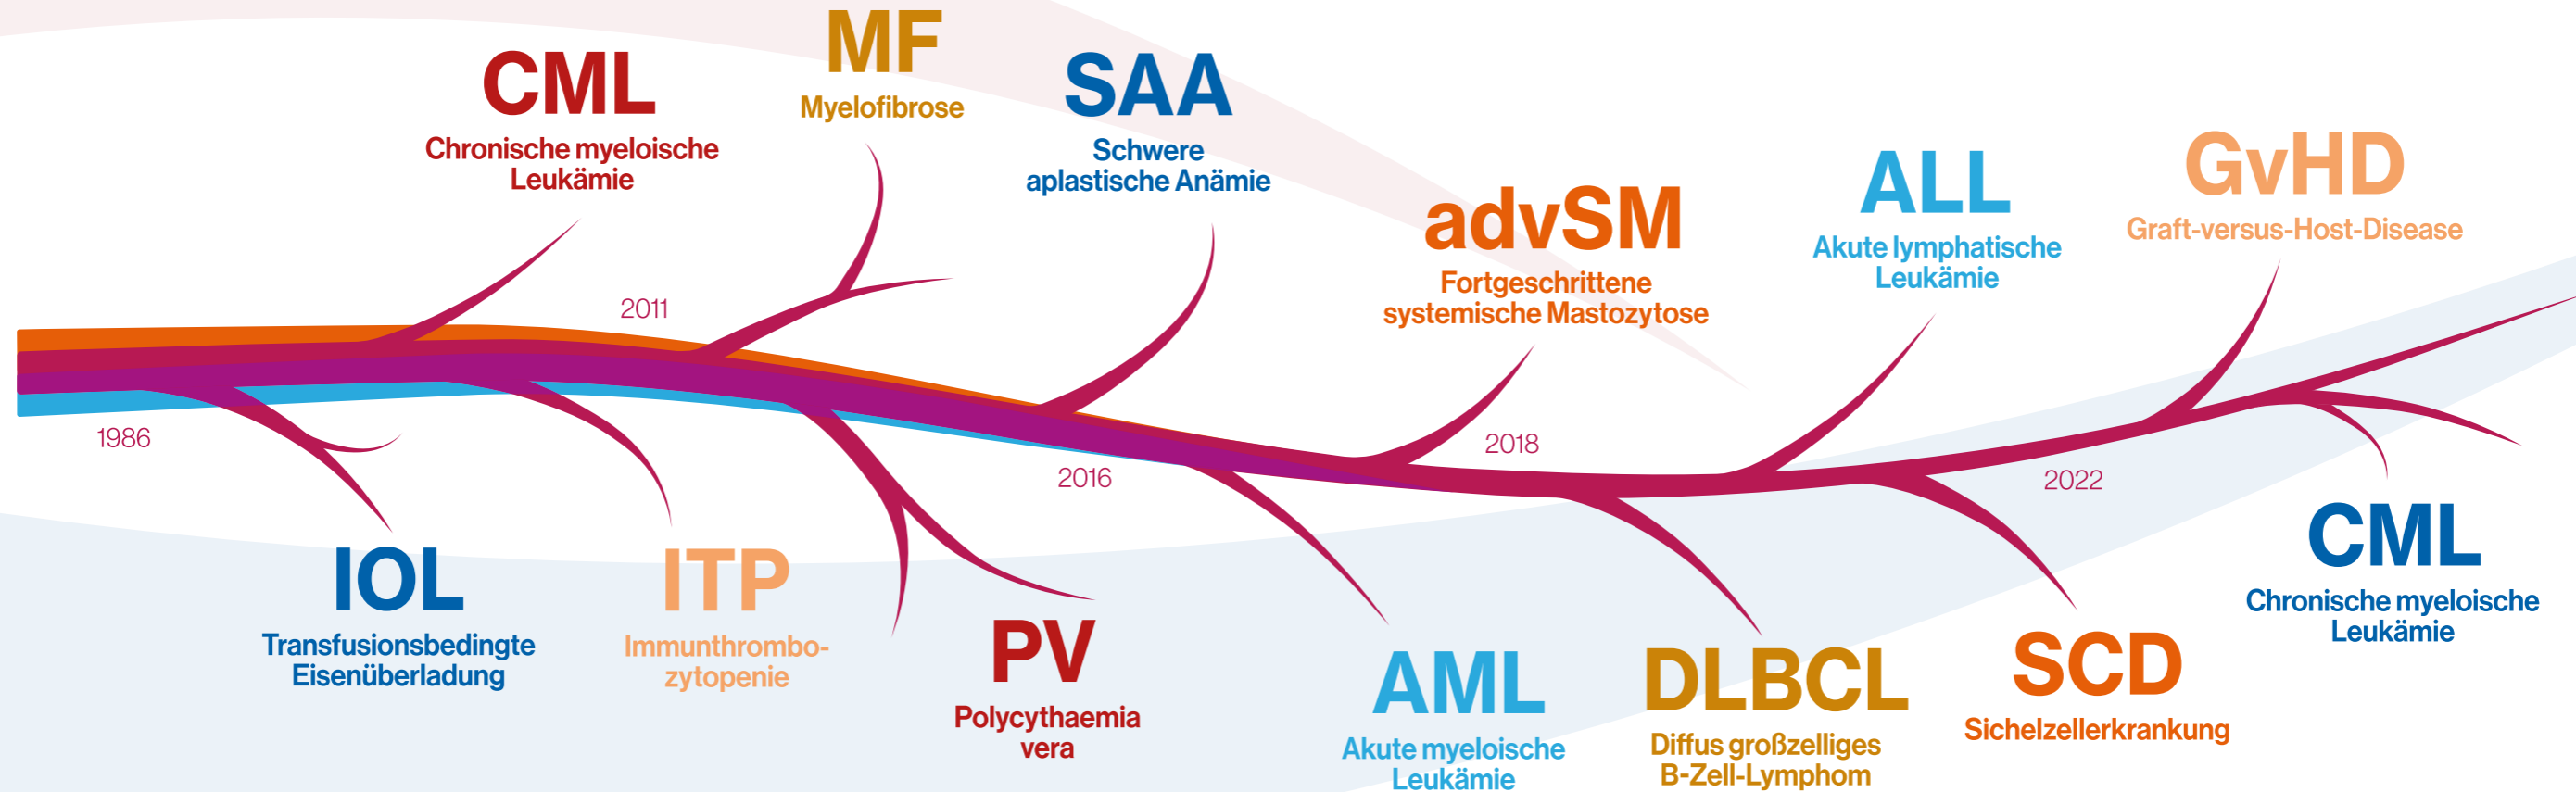 CML
Chronische myeloische
Leukämie
MF
Myelofibrose
SAA
Schwere
aplastische Anämie
advSM
Fortgeschrittene
systemische Mastozytose
ALL
Akute lymphatische
Leukämie
GvHD
Graft-versus-Host-Disease
1986
2011
2016
2018
2022
IOL
Transfusionsbedingte
Eisenüberladung
ITP
Immunthrombo-
zytopenie
PV
Polycythaemia
vera
AML
Akute myeloische
Leukämie
DLBCL
Diffus großzelliges
B-Zell-Lymphom
SCD
Sichelzellerkrankung
CML
Chronische myeloische
Leukämie